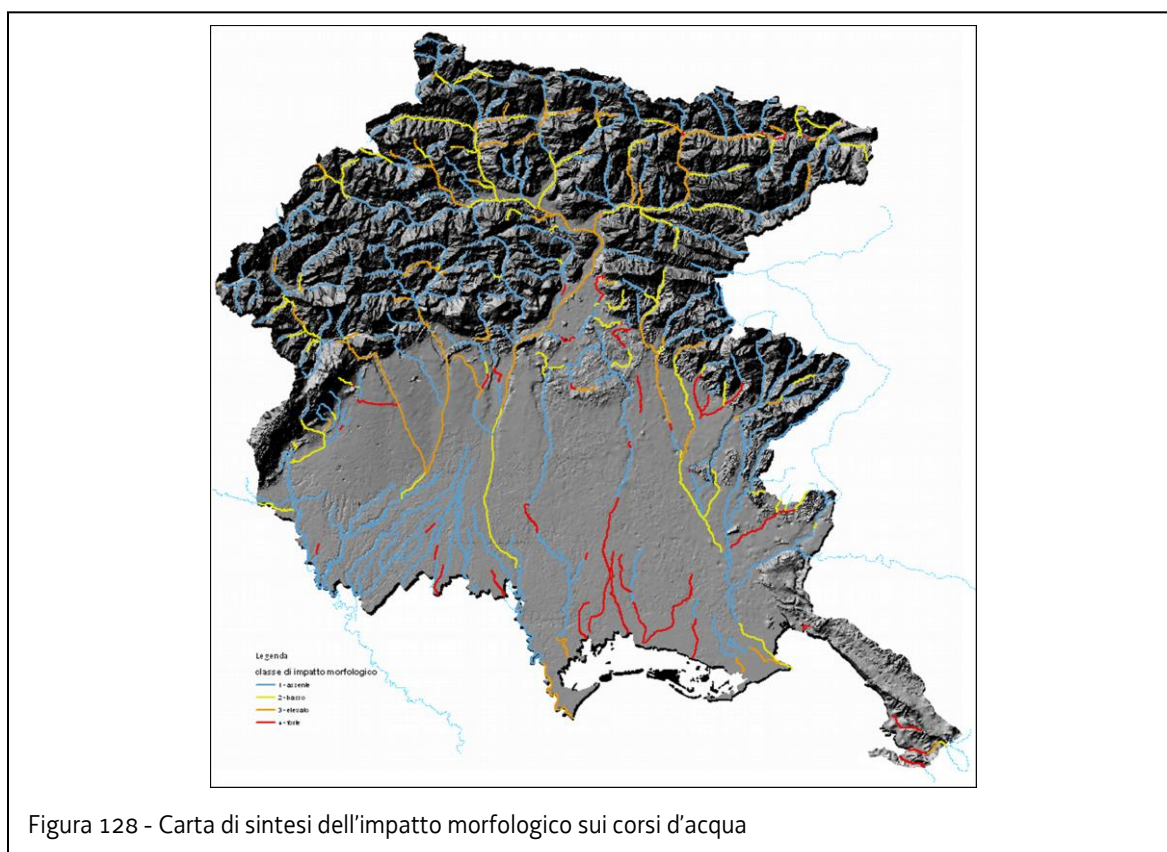 Legenda
classe di impatto morfologico
1 - assente
2 - basso
3 - elevato
4 - forte
Figura 128 - Carta di sintesi dell'impatto morfologico sui corsi d'acqua